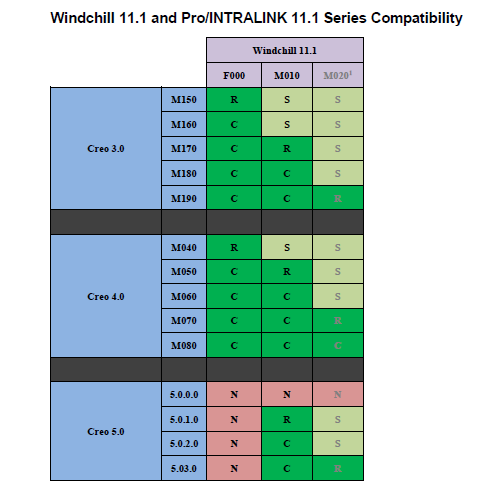 Windchill 11.1 and Pro/INTRALINK 11.1 Series Compatibility
Windchill 11.1
F000 M010 M020¹
Creo 3.0
M150 R S S
M160 C S S
M170 C R S
M180 C C S
M190 C C R
Creo 4.0
M040 R S S
M050 C R S
M060 C C S
M070 C C R
M080 C C C
Creo 5.0
5.0.0.0 N N N
5.0.1.0 N R S
5.0.2.0 N C S
5.03.0 N C R